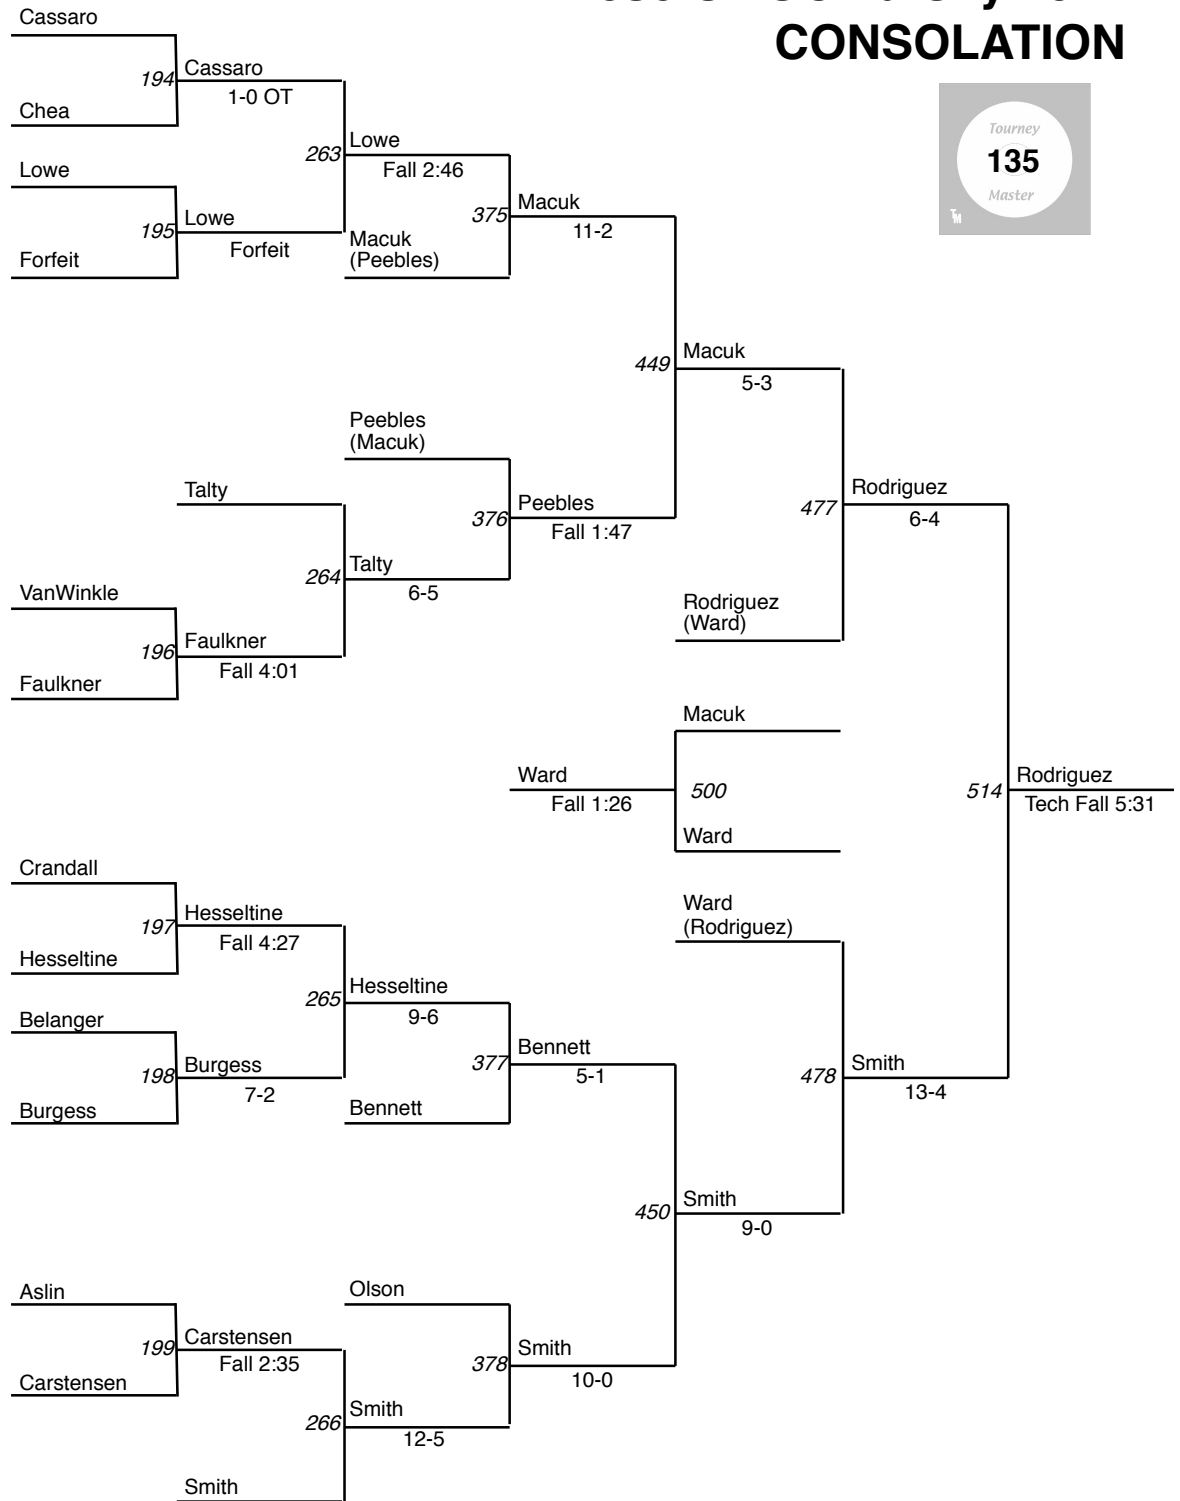 CONSOLATION
Tourney
135
Master
TM
Cassaro
194
Cassaro
1-0 OT
Chea
263
Lowe
Fall 2:46
Lowe
195
Lowe
Forfeit
Forfeit
375
Macuk
11-2
Macuk
(Peebles)
449
Macuk
5-3
Peebles
(Macuk)
Talty
376
Peebles
Fall 1:47
477
Rodriguez
6-4
264
Talty
6-5
VanWinkle
196
Faulkner
Fall 4:01
Faulkner
Rodriguez
(Ward)
Macuk
Ward
Fall 1:26
500
Ward
514
Rodriguez
Tech Fall 5:31
Crandall
197
Hesseltine
Fall 4:27
Hesseltine
Ward
(Rodriguez)
265
Hesseltine
9-6
Belanger
198
Burgess
7-2
Burgess
377
Bennett
5-1
Bennett
478
Smith
13-4
450
Smith
9-0
Aslin
199
Carstensen
Fall 2:35
Carstensen
Olson
378
Smith
10-0
266
Smith
12-5
Smith